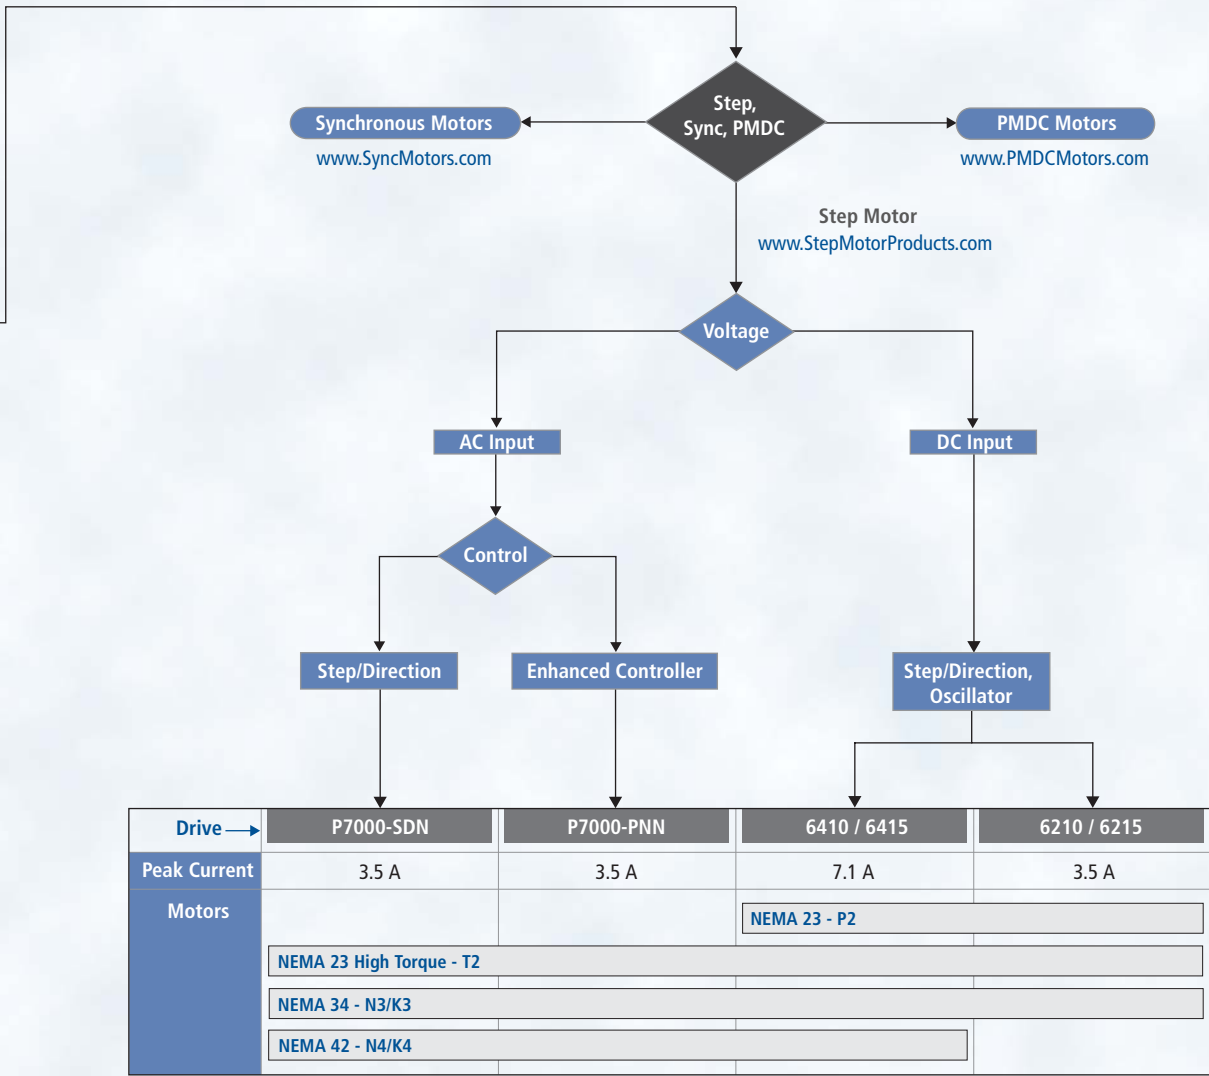 Step,
Sync, PMDC
Synchronous Motors
www.SyncMotors.com
PMDC Motors
www.PMDCMotors.com
Step Motor
www.StepMotorProducts.com
Voltage
AC Input
DC Input
Control
Step/Direction
Enhanced Controller
Step/Direction,
Oscillator
Drive P7000-SDN P7000-PNN 6410 / 6415 6210 / 6215
Peak Current 3.5 A 3.5 A 7.1 A 3.5 A
Motors
NEMA 23 - P2
NEMA 23 High Torque - T2
NEMA 34 - N3/K3
NEMA 42 - N4/K4